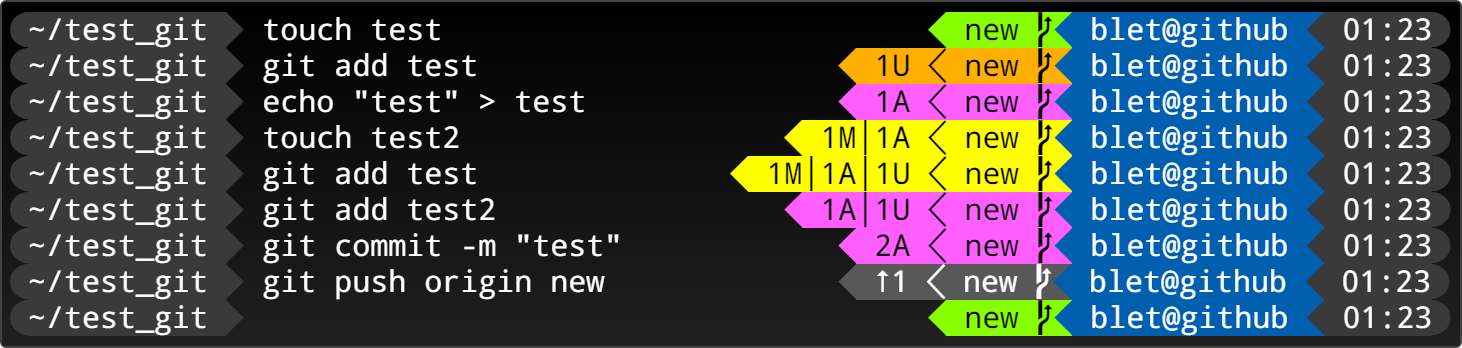 ~/test_git touch test new blet@github 01:23
~/test_git git add test 1U new blet@github 01:23
~/test_git echo "test" > test 1A new blet@github 01:23
~/test_git touch test2 1M|1A new blet@github 01:23
~/test_git git add test 1M|1A|1U new blet@github 01:23
~/test_git git add test2 1A|1U new blet@github 01:23
~/test_git git commit -m "test" 2A new blet@github 01:23
~/test_git git push origin new ↑1 new blet@github 01:23
~/test_git new blet@github 01:23